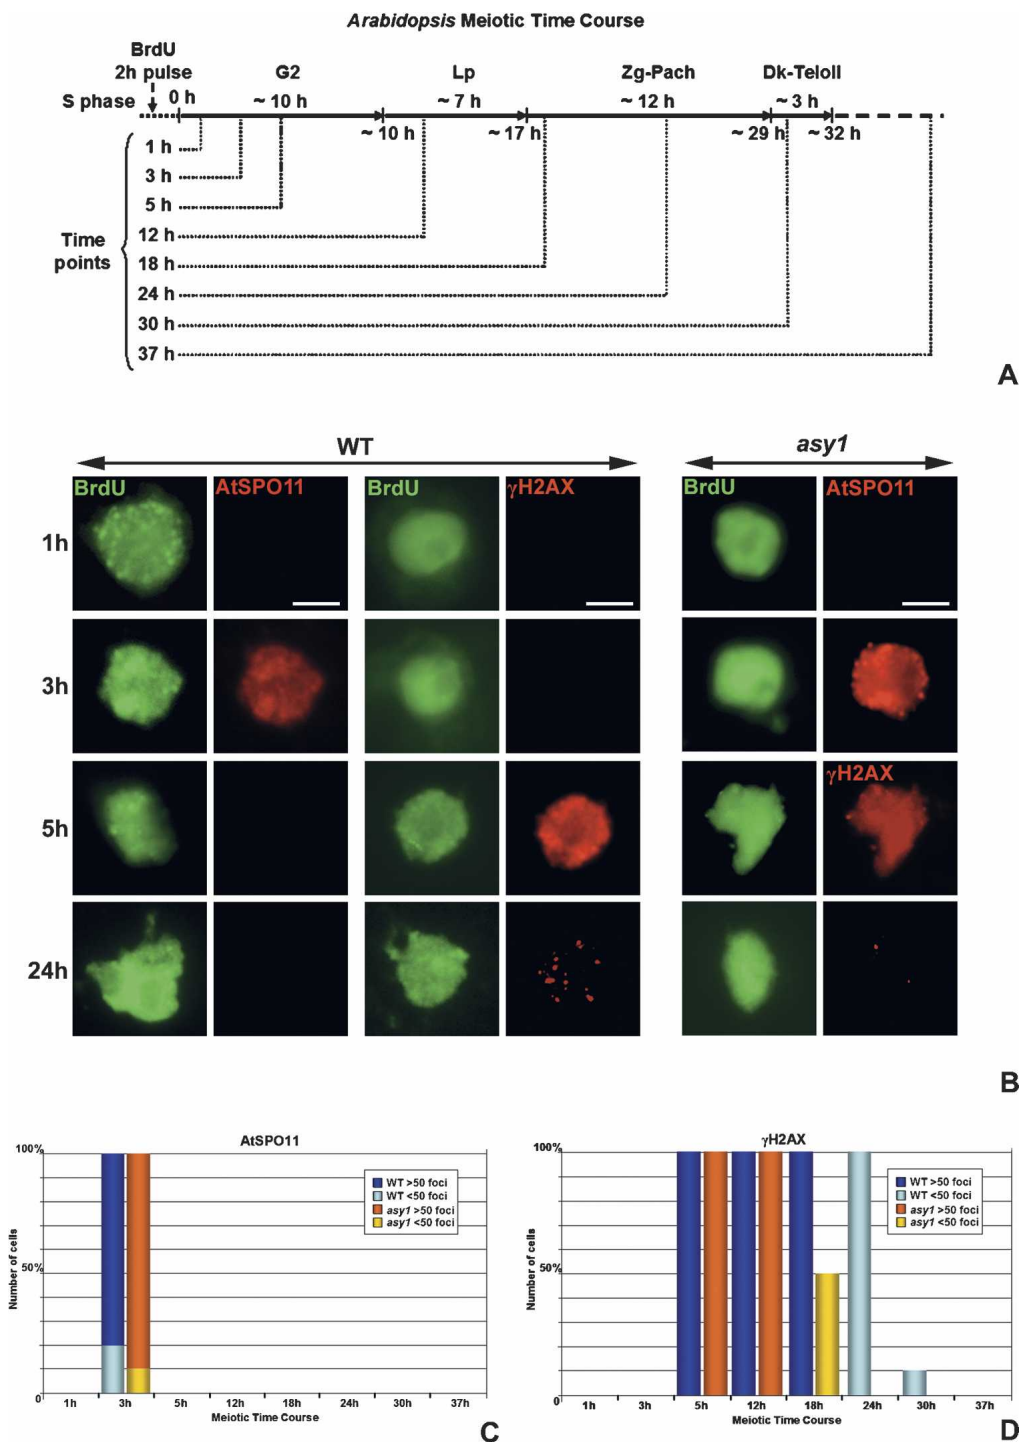 Arabidopsis Meiotic Time Course
BrdU
2h pulse
G2
Lp
Zg-Pach
Dk-TeloII
S phase
0 h
~ 10 h
~ 7 h
~ 12 h
~ 3 h
~ 10 h
~ 17 h
~ 29 h
~ 32 h
Time points
1 h
3 h
5 h
12 h
18 h
24 h
30 h
37 h
A
WT
asy1
BrdU
AtSPO11
BrdU
γH2AX
BrdU
AtSPO11
1h
3h
γH2AX
5h
24h
B
AtSPO11
100%
50%
0
Number of cells
WT >50 foci
WT <50 foci
asy1 >50 foci
asy1 <50 foci
1h 3h 5h 12h 18h 24h 30h 37h
Meiotic Time Course
C
γH2AX
100%
50%
0
Number of cells
WT >50 foci
WT <50 foci
asy1 >50 foci
asy1 <50 foci
1h 3h 5h 12h 18h 24h 30h 37h
Meiotic Time Course
D